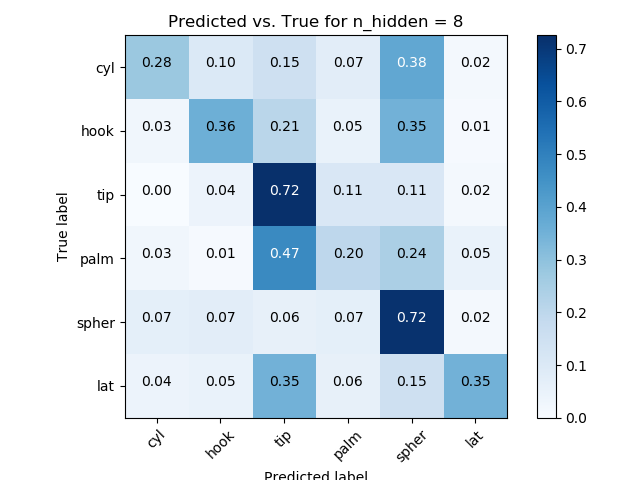 Predicted vs. True for n_hidden = 8
True label
cyl 0.28 0.10 0.15 0.07 0.38 0.02
hook 0.03 0.36 0.21 0.05 0.35 0.01
tip 0.00 0.04 0.72 0.11 0.11 0.02
palm 0.03 0.01 0.47 0.20 0.24 0.05
spher 0.07 0.07 0.06 0.07 0.72 0.02
lat 0.04 0.05 0.35 0.06 0.15 0.35
cyl hook tip palm spher lat
Predicted label
0.7
0.6
0.5
0.4
0.3
0.2
0.1
0.0